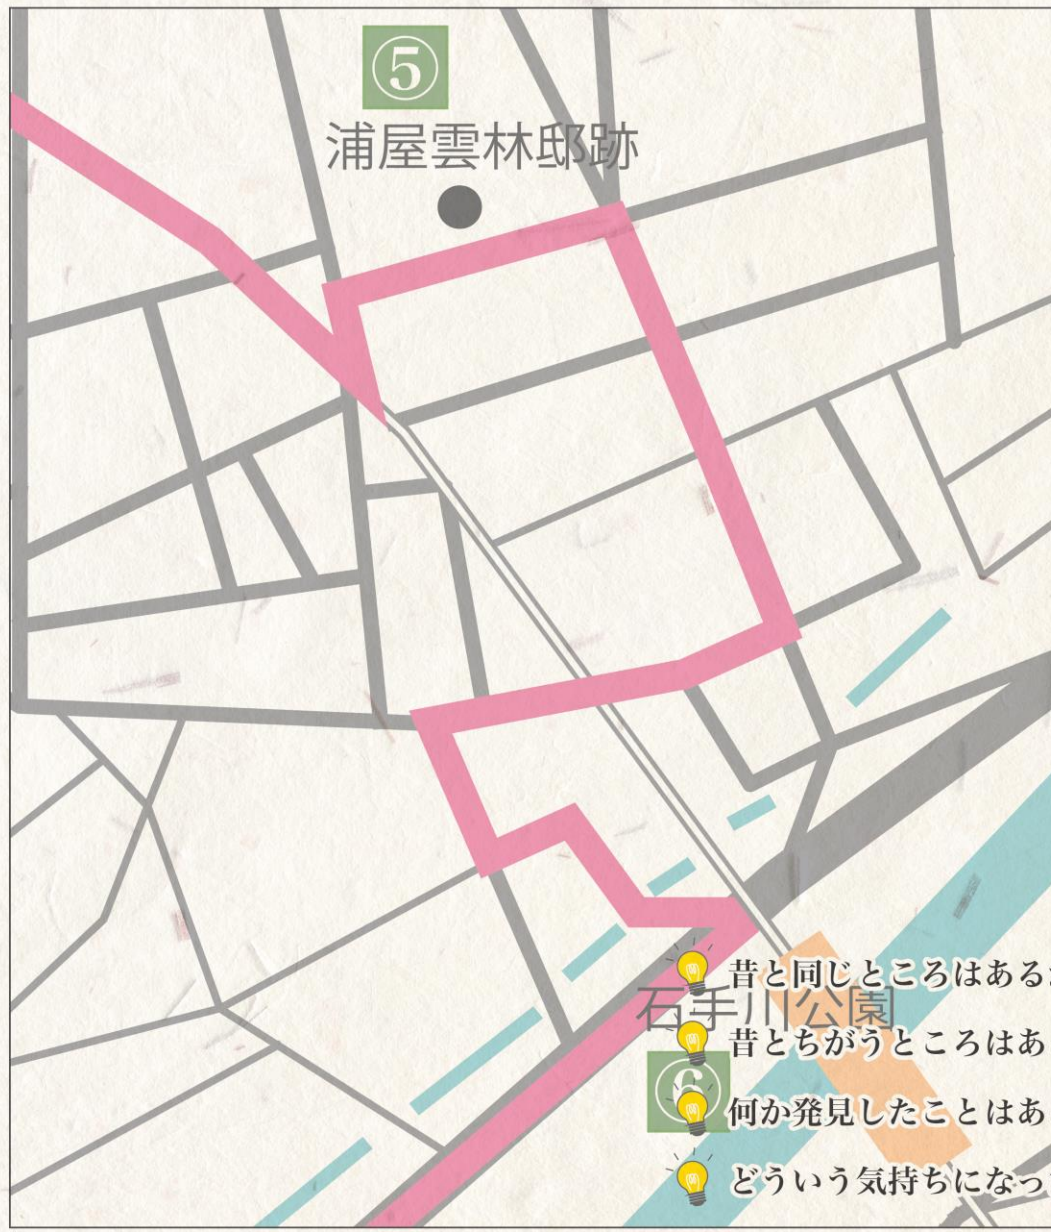 ⑤
浦屋雲林邸跡
昔と同じところはある
石手川公園
昔とちがうところはあ
⑥
何か発見したことはあ
どういう気持ちになっ